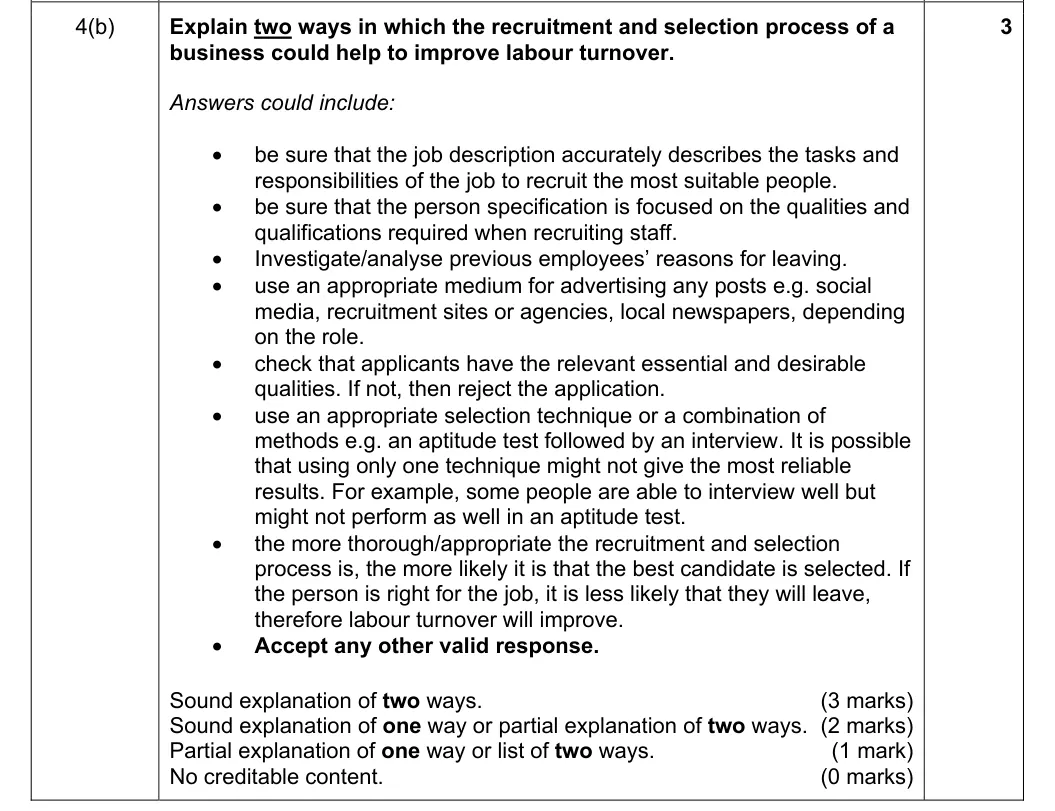 4(b) Explain two ways in which the recruitment and selection process of a 3
business could help to improve labour turnover.
Answers could include:
• be sure that the job description accurately describes the tasks and
responsibilities of the job to recruit the most suitable people.
• be sure that the person specification is focused on the qualities and
qualifications required when recruiting staff.
• Investigate/analyse previous employees’ reasons for leaving.
• use an appropriate medium for advertising any posts e.g. social
media, recruitment sites or agencies, local newspapers, depending
on the role.
• check that applicants have the relevant essential and desirable
qualities. If not, then reject the application.
• use an appropriate selection technique or a combination of
methods e.g. an aptitude test followed by an interview. It is possible
that using only one technique might not give the most reliable
results. For example, some people are able to interview well but
might not perform as well in an aptitude test.
• the more thorough/appropriate the recruitment and selection
process is, the more likely it is that the best candidate is selected. If
the person is right for the job, it is less likely that they will leave,
therefore labour turnover will improve.
• Accept any other valid response.
Sound explanation of two ways. (3 marks)
Sound explanation of one way or partial explanation of two ways. (2 marks)
Partial explanation of one way or list of two ways. (1 mark)
No creditable content. (0 marks)